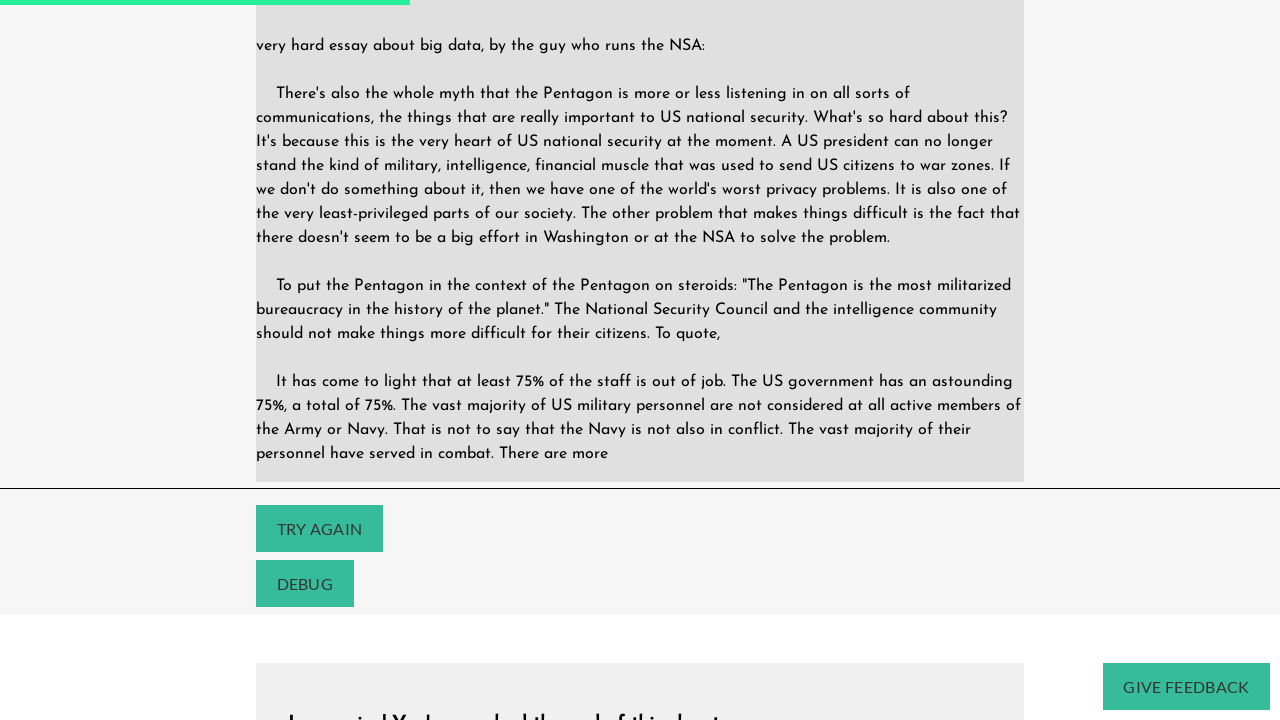 very hard essay about big data, by the guy who runs the NSA:
There's also the whole myth that the Pentagon is more or less listening in on all sorts of
communications, the things that are really important to US national security. What's so hard about this?
It's because this is the very heart of US national security at the moment. A US president can no longer
stand the kind of military, intelligence, financial muscle that was used to send US citizens to war zones. If
we don't do something about it, then we have one of the world's worst privacy problems. It is also one of
the very least-privileged parts of our society. The other problem that makes things difficult is the fact that
there doesn't seem to be a big effort in Washington or at the NSA to solve the problem.
To put the Pentagon in the context of the Pentagon on steroids: "The Pentagon is the most militarized
bureaucracy in the history of the planet." The National Security Council and the intelligence community
should not make things more difficult for their citizens. To quote,
It has come to light that at least 75% of the staff is out of job. The US government has an astounding
75%, a total of 75%. The vast majority of US military personnel are not considered at all active members of
the Army or Navy. That is not to say that the Navy is not also in conflict. The vast majority of their
personnel have served in combat. There are more
TRY AGAIN
DEBUG
GIVE FEEDBACK